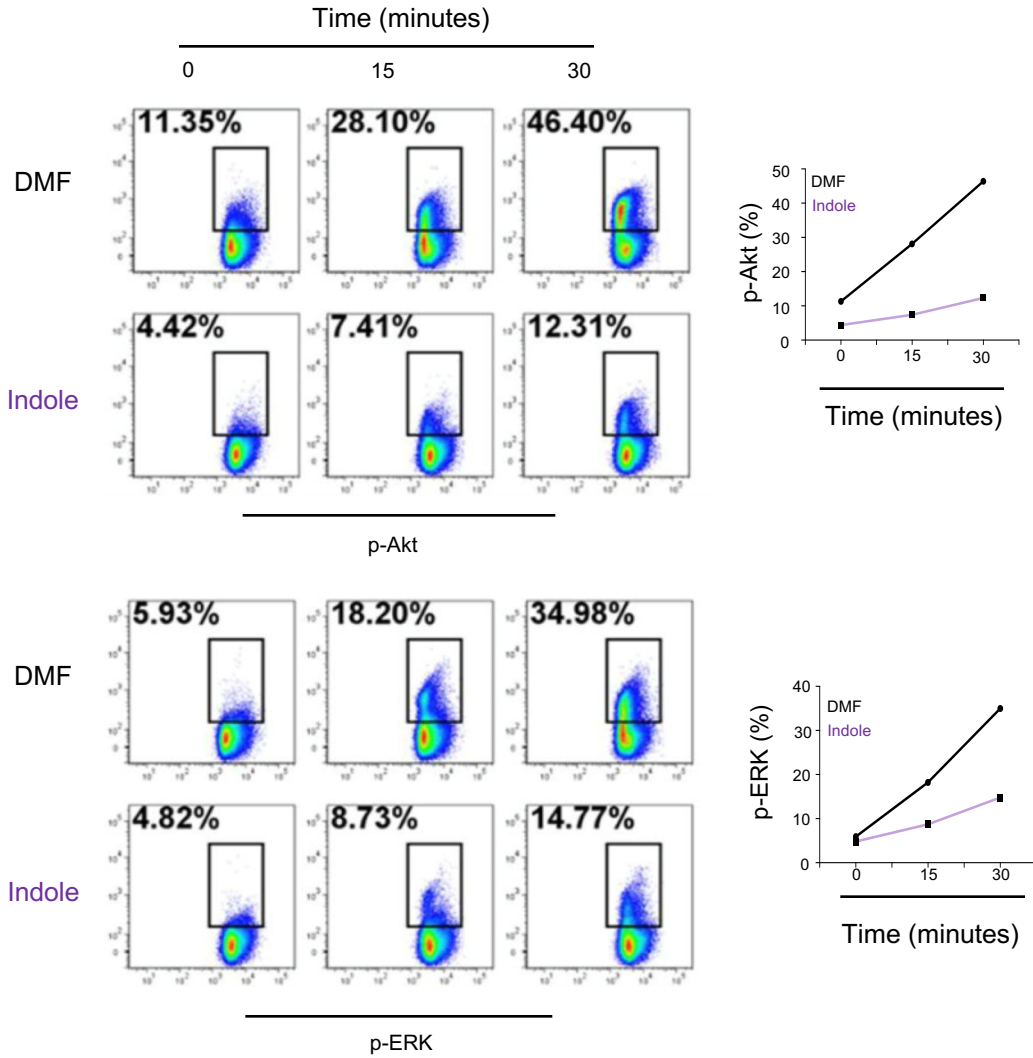 Time (minutes)
0 15 30
DMF
11.35% 28.10% 46.40%
Indole
4.42% 7.41% 12.31%
p-Akt
50
40
30
20
10
0
p-Akt (%)
DMF
Indole
0 15 30
Time (minutes)
DMF
5.93% 18.20% 34.98%
Indole
4.82% 8.73% 14.77%
p-ERK
40
30
20
10
0
p-ERK (%)
DMF
Indole
0 15 30
Time (minutes)